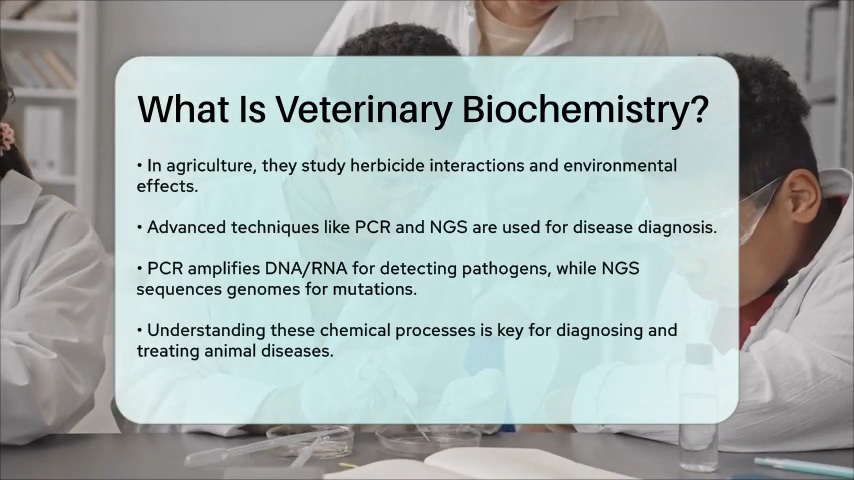 What Is Veterinary Biochemistry?
• In agriculture, they study herbicide interactions and environmental
effects.
• Advanced techniques like PCR and NGS are used for disease diagnosis.
• PCR amplifies DNA/RNA for detecting pathogens, while NGS
sequences genomes for mutations.
• Understanding these chemical processes is key for diagnosing and
treating animal diseases.